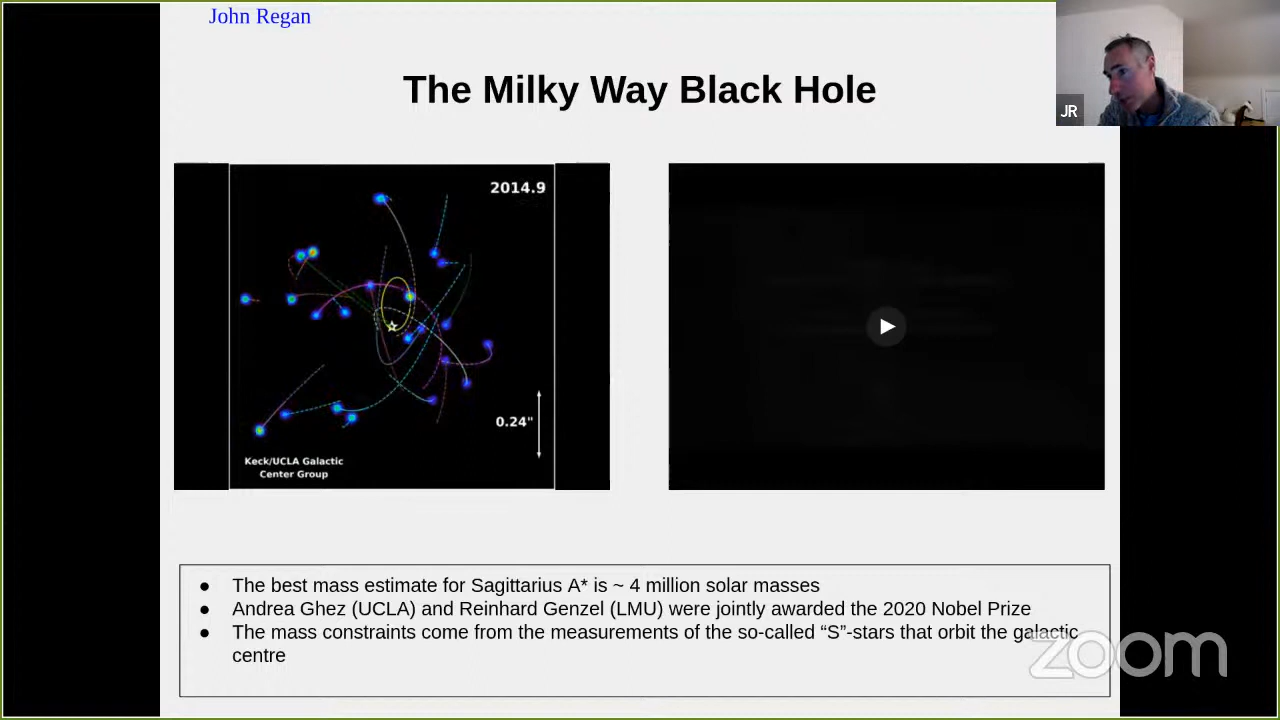 John Regan
The Milky Way Black Hole
JR
2014.9
0.24"
Keck/UCLA Galactic
Center Group
● The best mass estimate for Sagittarius A* is ~ 4 million solar masses
● Andrea Ghez (UCLA) and Reinhard Genzel (LMU) were jointly awarded the 2020 Nobel Prize
● The mass constraints come from the measurements of the so-called “S”-stars that orbit the galactic
centre
zoom